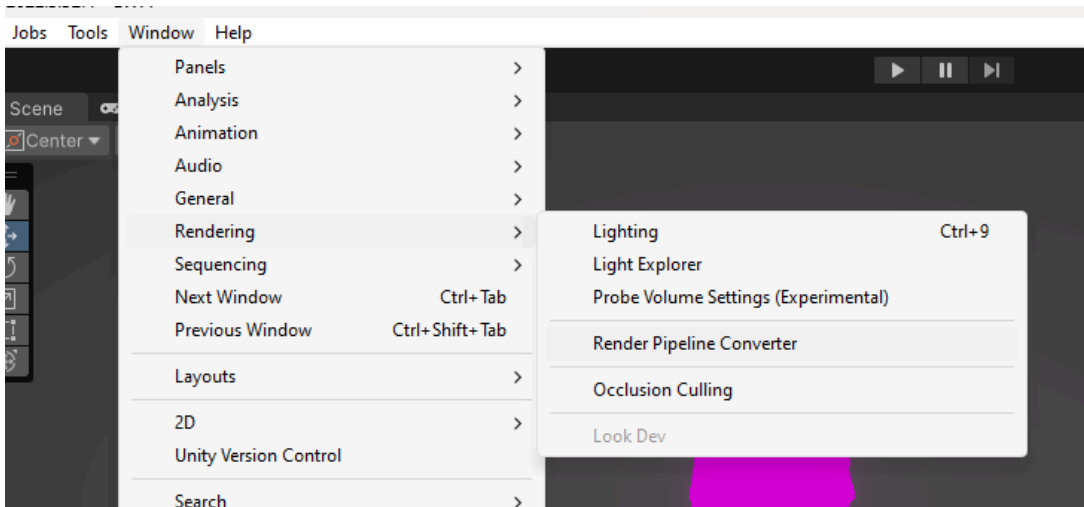 Jobs Tools Window Help
Panels
Analysis
Animation
Audio
General
Rendering
Sequencing
Next Window Ctrl+Tab
Previous Window Ctrl+Shift+Tab
Layouts
2D
Unity Version Control
Search
Scene
Center
Lighting Ctrl+9
Light Explorer
Probe Volume Settings (Experimental)
Render Pipeline Converter
Occlusion Culling
Look Dev